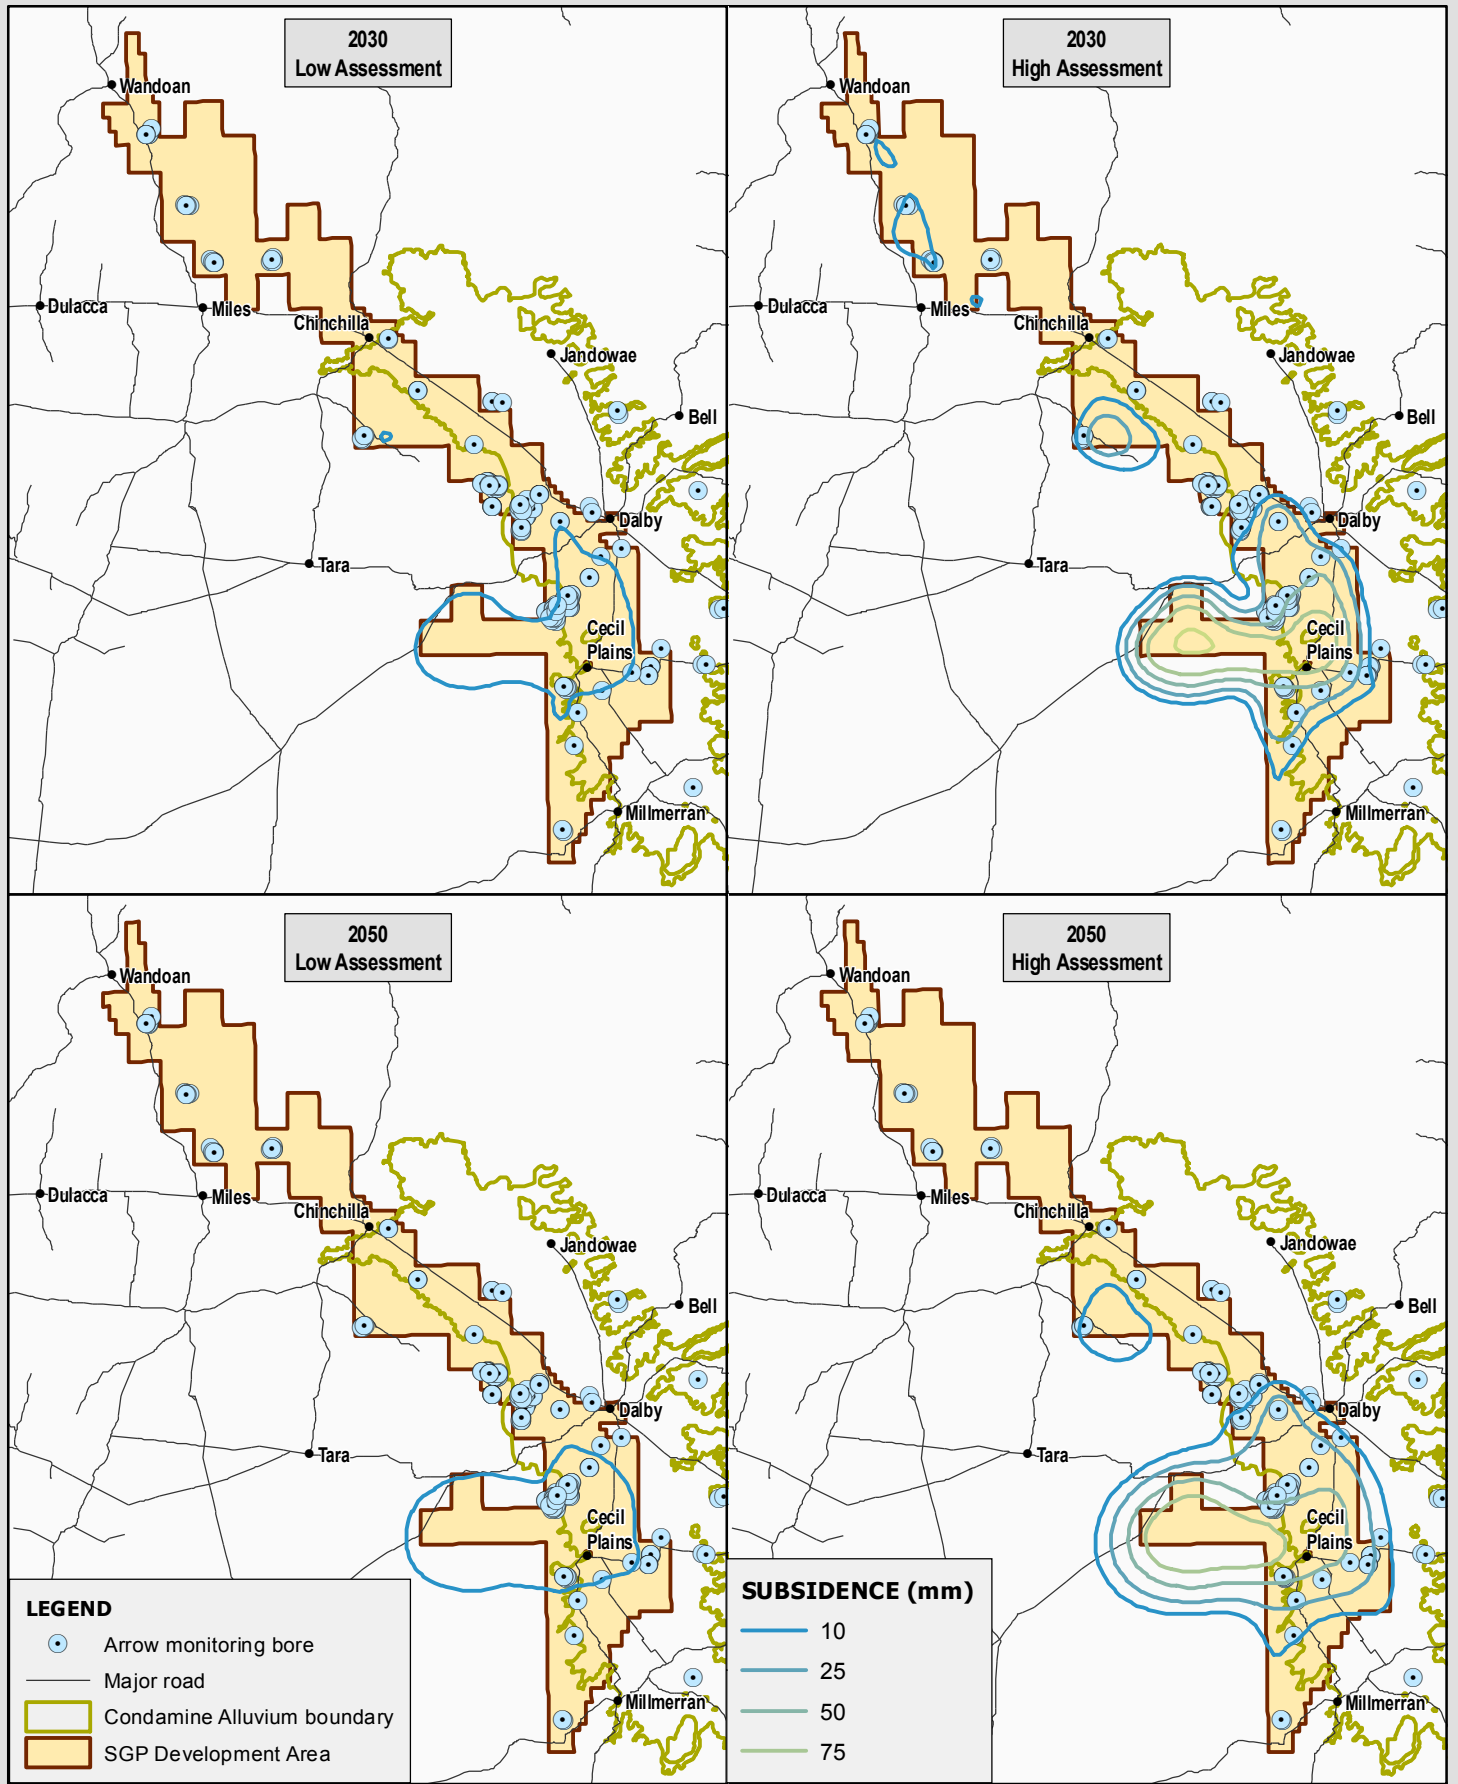 2030
Low Assessment
Wandoan
Dulacca
Miles
Chinchilla
Jandowae
Bell
Dalby
Tara
Cecil
Plains
Millmerran
2030
High Assessment
Wandoan
Dulacca
Miles
Chinchilla
Jandowae
Bell
Dalby
Tara
Cecil
Plains
Millmerran
2050
Low Assessment
Wandoan
Dulacca
Miles
Chinchilla
Jandowae
Bell
Dalby
Tara
Cecil
Plains
Millmerran
LEGEND
Arrow monitoring bore
Major road
Condamine Alluvium boundary
SGP Development Area
2050
High Assessment
Wandoan
Dulacca
Miles
Chinchilla
Jandowae
Bell
Dalby
Tara
Cecil
Plains
Millmerran
SUBSIDENCE (mm)
10
25
50
75